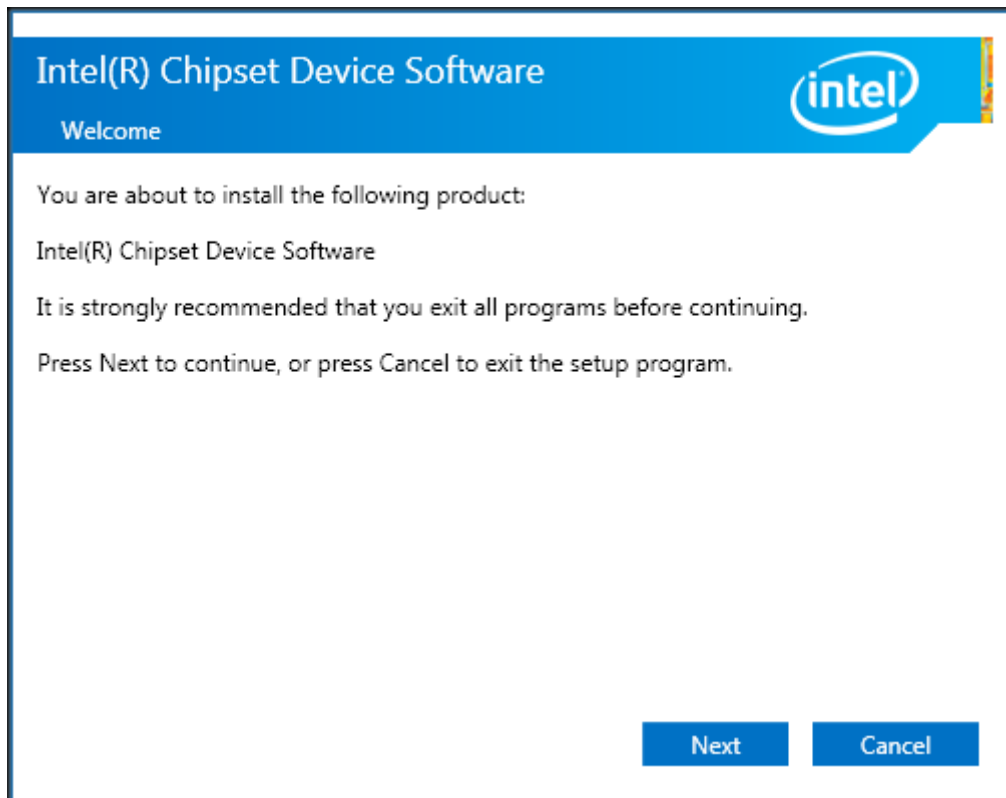 Intel(R) Chipset Device Software
intel
Welcome
You are about to install the following product:
Intel(R) Chipset Device Software
It is strongly recommended that you exit all programs before continuing.
Press Next to continue, or press Cancel to exit the setup program.
Next
Cancel